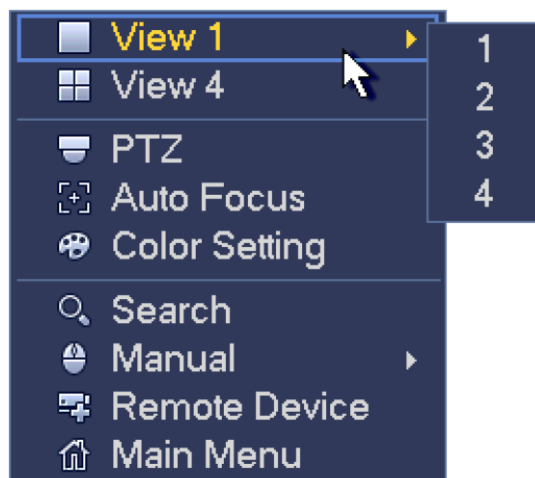 View 1
View 4
PTZ
Auto Focus
Color Setting
Search
Manual
Remote Device
Main Menu
1
2
3
4